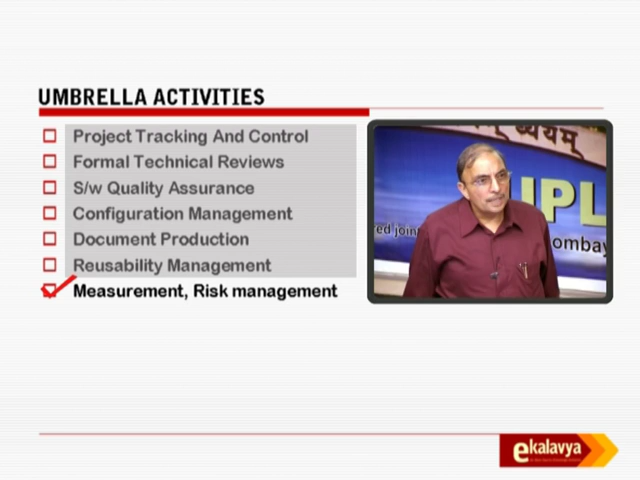 UMBRELLA ACTIVITIES
Project Tracking And Control
Formal Technical Reviews
S/w Quality Assurance
Configuration Management
Document Production
Reusability Management
Measurement, Risk management
यम्
IPL
ed join
ombay
ekalavya